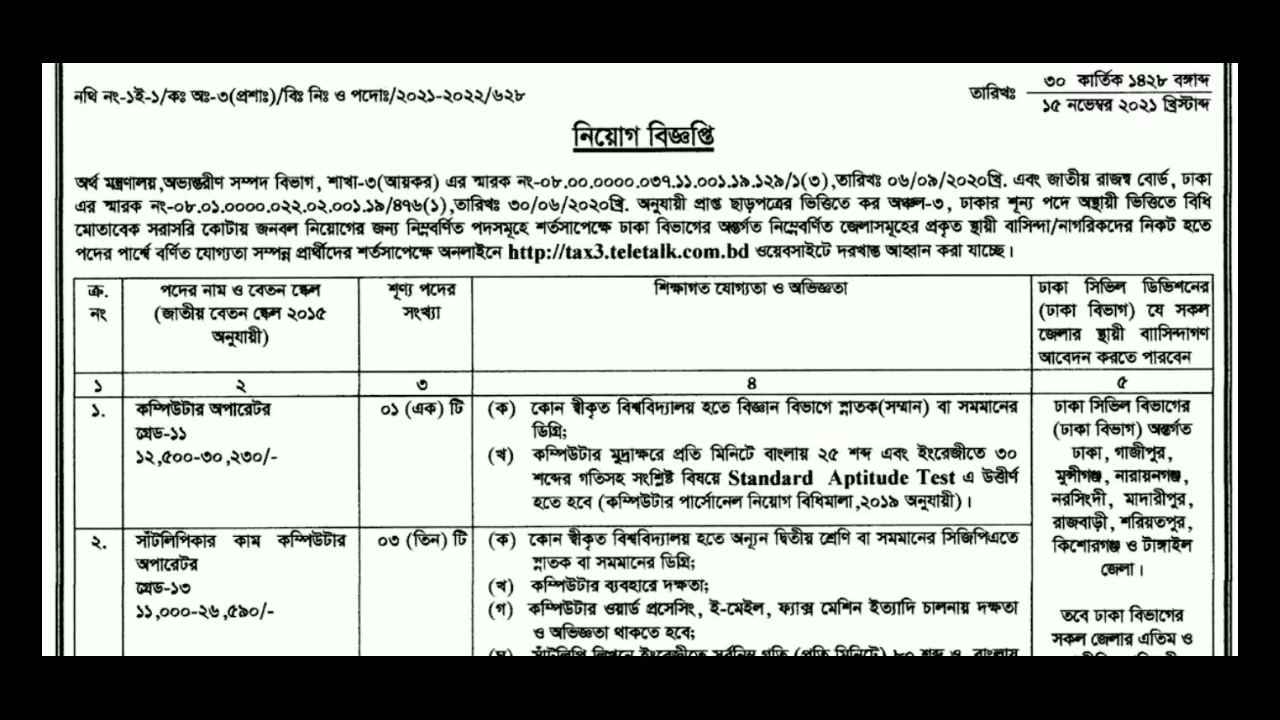 নথি নং-১ই-১/কঃ অঃ-৩(প্রশাঃ)/বিঃ নিঃ ও পদোঃ/২০২১-২০২২/৬২৮
তারিখঃ
৩০ কার্তিক ১৪২৮ বঙ্গাব্দ
১৫ নভেম্বর ২০২১ খ্রিস্টাব্দ
নিয়োগ বিজ্ঞপ্তি
অর্থ মন্ত্রণালয়,অভ্যন্তরীণ সম্পদ বিভাগ, শাখা-৩(আয়কর) এর স্মারক নং-০৮.০০.০০০০.০৩৭.১১.০০১.১৯.১২৯/১(৩),তারিখঃ ০৬/০৯/২০২০খ্রি. এবং জাতীয় রাজস্ব বোর্ড, ঢাকা
এর স্মারক নং-০৮.০১.০০০০.০২২.০২.০০১.১৯/৪৭৬(১),তারিখঃ ৩০/০৬/২০২০খ্রি. অনুযায়ী প্রাপ্ত ছাড়পত্রের ভিত্তিতে কর অঞ্চল-৩, ঢাকার শূন্য পদে অস্থায়ী ভিত্তিতে বিধি
মোতাবেক সরাসরি কোটায় জনবল নিয়োগের জন্য নিম্নবর্ণিত পদসমূহে শর্তসাপেক্ষে ঢাকা বিভাগের অন্তর্গত নিম্নেবর্ণিত জেলাসমূহের প্রকৃত স্থায়ী বাসিন্দা/নাগরিকদের নিকট হতে
পদের পার্শ্বে বর্ণিত যোগ্যতা সম্পন্ন প্রার্থীদের শর্তসাপেক্ষে অনলাইনে http://tax3.teletalk.com.bd ওয়েবসাইটে দরখাস্ত আহ্বান করা যাচ্ছে।
ক্র.
নং
পদের নাম ও বেতন স্কেল
(জাতীয় বেতন স্কেল ২০১৫
অনুযায়ী)
শূণ্য পদের
সংখ্যা
শিক্ষাগত যোগ্যতা ও অভিজ্ঞতা
ঢাকা সিভিল ডিভিশনের
(ঢাকা বিভাগ) যে সকল
জেলার স্থায়ী বাাসিন্দাগণ
আবেদন করতে পারবেন
১
২
৩
৪
৫
১.
কম্পিউটার অপারেটর
গ্রেড-১১
১২,৫০০-৩০,২৩০/-
০১ (এক) টি
(ক) কোন স্বীকৃত বিশ্ববিদ্যালয় হতে বিজ্ঞান বিভাগে স্নাতক(সম্মান) বা সমমানের
ডিগ্রি;
(খ) কম্পিউটার মুদ্রাক্ষরে প্রতি মিনিটে বাংলায় ২৫ শব্দ এবং ইংরেজীতে ৩০
শব্দের গতিসহ সংশ্লিষ্ট বিষয়ে Standard Aptitude Test এ উত্তীর্ণ
হতে হবে (কম্পিউটার পার্সোনেল নিয়োগ বিধিমালা,২০১৯ অনুযায়ী)।
ঢাকা সিভিল বিভাগের
(ঢাকা বিভাগ) অন্তর্গত
ঢাকা, গাজীপুর,
মুন্সীগঞ্জ, নারায়নগঞ্জ,
নরসিংদী, মাদারীপুর,
রাজবাড়ী, শরিয়তপুর,
কিশোরগঞ্জ ও টাঙ্গাইল
জেলা।
২.
সাঁটলিপিকার কাম কম্পিউটার
অপারেটর
গ্রেড-১৩
১১,০০০-২৬,৫৯০/-
০৩ (তিন) টি
(ক) কোন স্বীকৃত বিশ্ববিদ্যালয় হতে অন্যূন দ্বিতীয় শ্রেণি বা সমমানের সিজিপিএতে
স্নাতক বা সমমানের ডিগ্রি;
(খ) কম্পিউটার ব্যবহারে দক্ষতা;
(গ) কম্পিউটার ওয়ার্ড প্রসেসিং, ই-মেইল, ফ্যাক্স মেশিন ইত্যাদি চালনায় দক্ষতা
ও অভিজ্ঞতা থাকতে হবে;
(ঘ) সাঁটলিপি লিখনে ইংরেজীতে সর্বনিম্ন গতি (প্রতি মিনিটে) ৮০ শব্দ ও বাংলায়
তবে ঢাকা বিভাগের
সকল জেলার এতিম ও